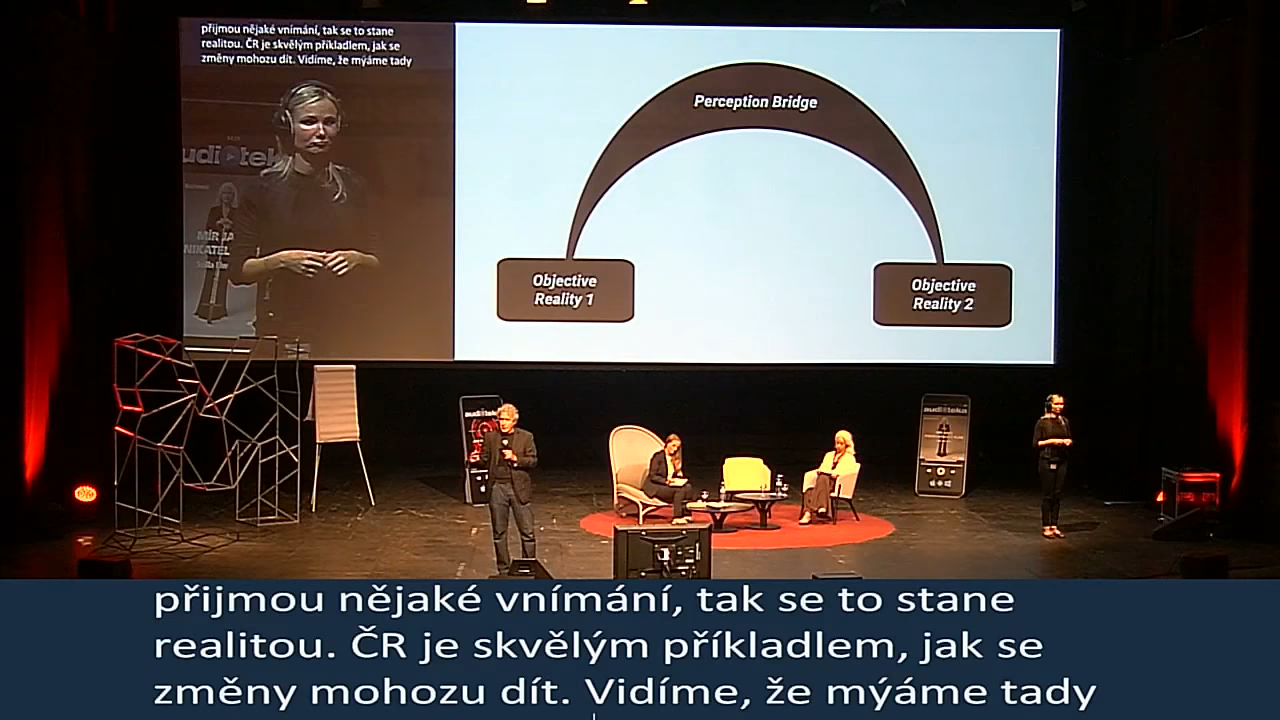 přijmou nějaké vnímání, tak se to stane
realitou. ČR je skvělým příkladlem, jak se
změny mohozu dít. Vidíme, že mýáme tady
Perception Bridge
Objective
Reality 1
Objective
Reality 2
audioteka
přijmou nějaké vnímání, tak se to stane
realitou. ČR je skvělým příkladlem, jak se
změny mohozu dít. Vidíme, že mýáme tady